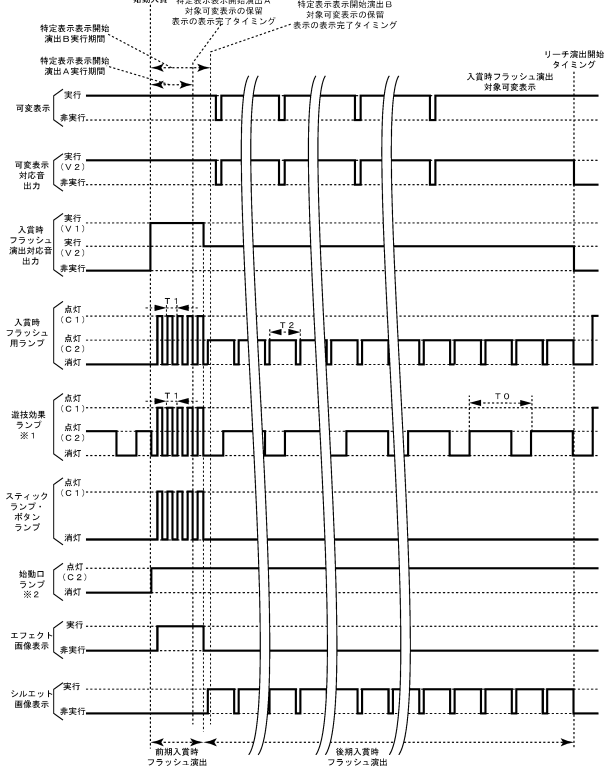 特定表示表示開始演出A
対象可変表示の保留
表示の表示完了タイミング
特定表示表示開始演出B
対象可変表示の保留
表示の表示完了タイミング
特定表示表示開始
演出B実行期間
特定表示表示開始
演出A実行期間
リーチ演出開始
タイミング
入賞時フラッシュ演出
対象可変表示
可変表示
実行
非実行
可変表示
対応音
出力
実行
(V2)
非実行
入賞時
フラッシュ
演出対応音
出力
実行
(V1)
実行
(V2)
非実行
入賞時
フラッシュ
用ランプ
点灯
(C1)
点灯
(C2)
消灯
T1
T2
遊技効果
ランプ
※1
点灯
(C1)
点灯
(C2)
消灯
T1
T0
スティック
ランプ・
ボタン
ランプ
点灯
(C1)
消灯
始動口
ランプ
※2
点灯
(C2)
消灯
エフェクト
画像表示
実行
非実行
シルエット
画像表示
実行
非実行
前期入賞時
フラッシュ演出
後期入賞時
フラッシュ演出